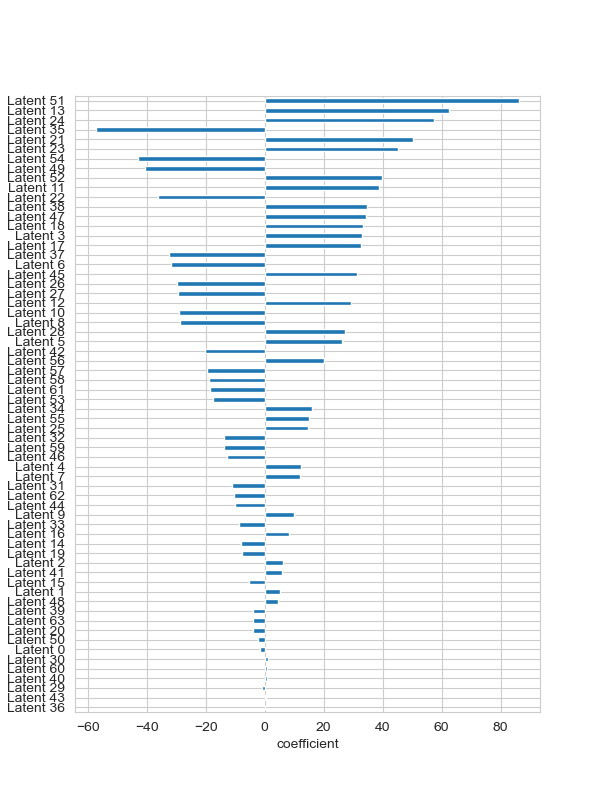 Latent 51
Latent 13
Latent 24
Latent 35
Latent 21
Latent 23
Latent 54
Latent 49
Latent 52
Latent 11
Latent 22
Latent 38
Latent 47
Latent 18
Latent 3
Latent 17
Latent 37
Latent 6
Latent 45
Latent 26
Latent 27
Latent 12
Latent 10
Latent 8
Latent 28
Latent 5
Latent 42
Latent 56
Latent 57
Latent 58
Latent 61
Latent 53
Latent 34
Latent 55
Latent 25
Latent 32
Latent 59
Latent 46
Latent 4
Latent 7
Latent 31
Latent 62
Latent 44
Latent 9
Latent 33
Latent 16
Latent 14
Latent 19
Latent 2
Latent 41
Latent 15
Latent 1
Latent 48
Latent 39
Latent 63
Latent 20
Latent 50
Latent 0
Latent 30
Latent 60
Latent 40
Latent 29
Latent 43
Latent 36
−60 −40 −20 0 20 40 60 80
coefficient